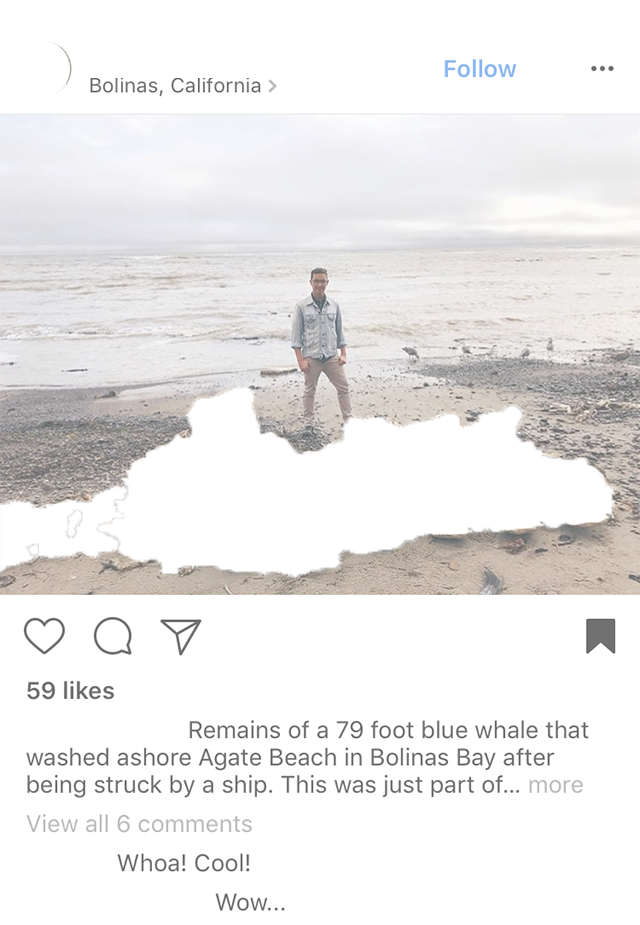 Bolinas, California >
Follow
59 likes
Remains of a 79 foot blue whale that
washed ashore Agate Beach in Bolinas Bay after
being struck by a ship. This was just part of... more
View all 6 comments
Whoa! Cool!
Wow...